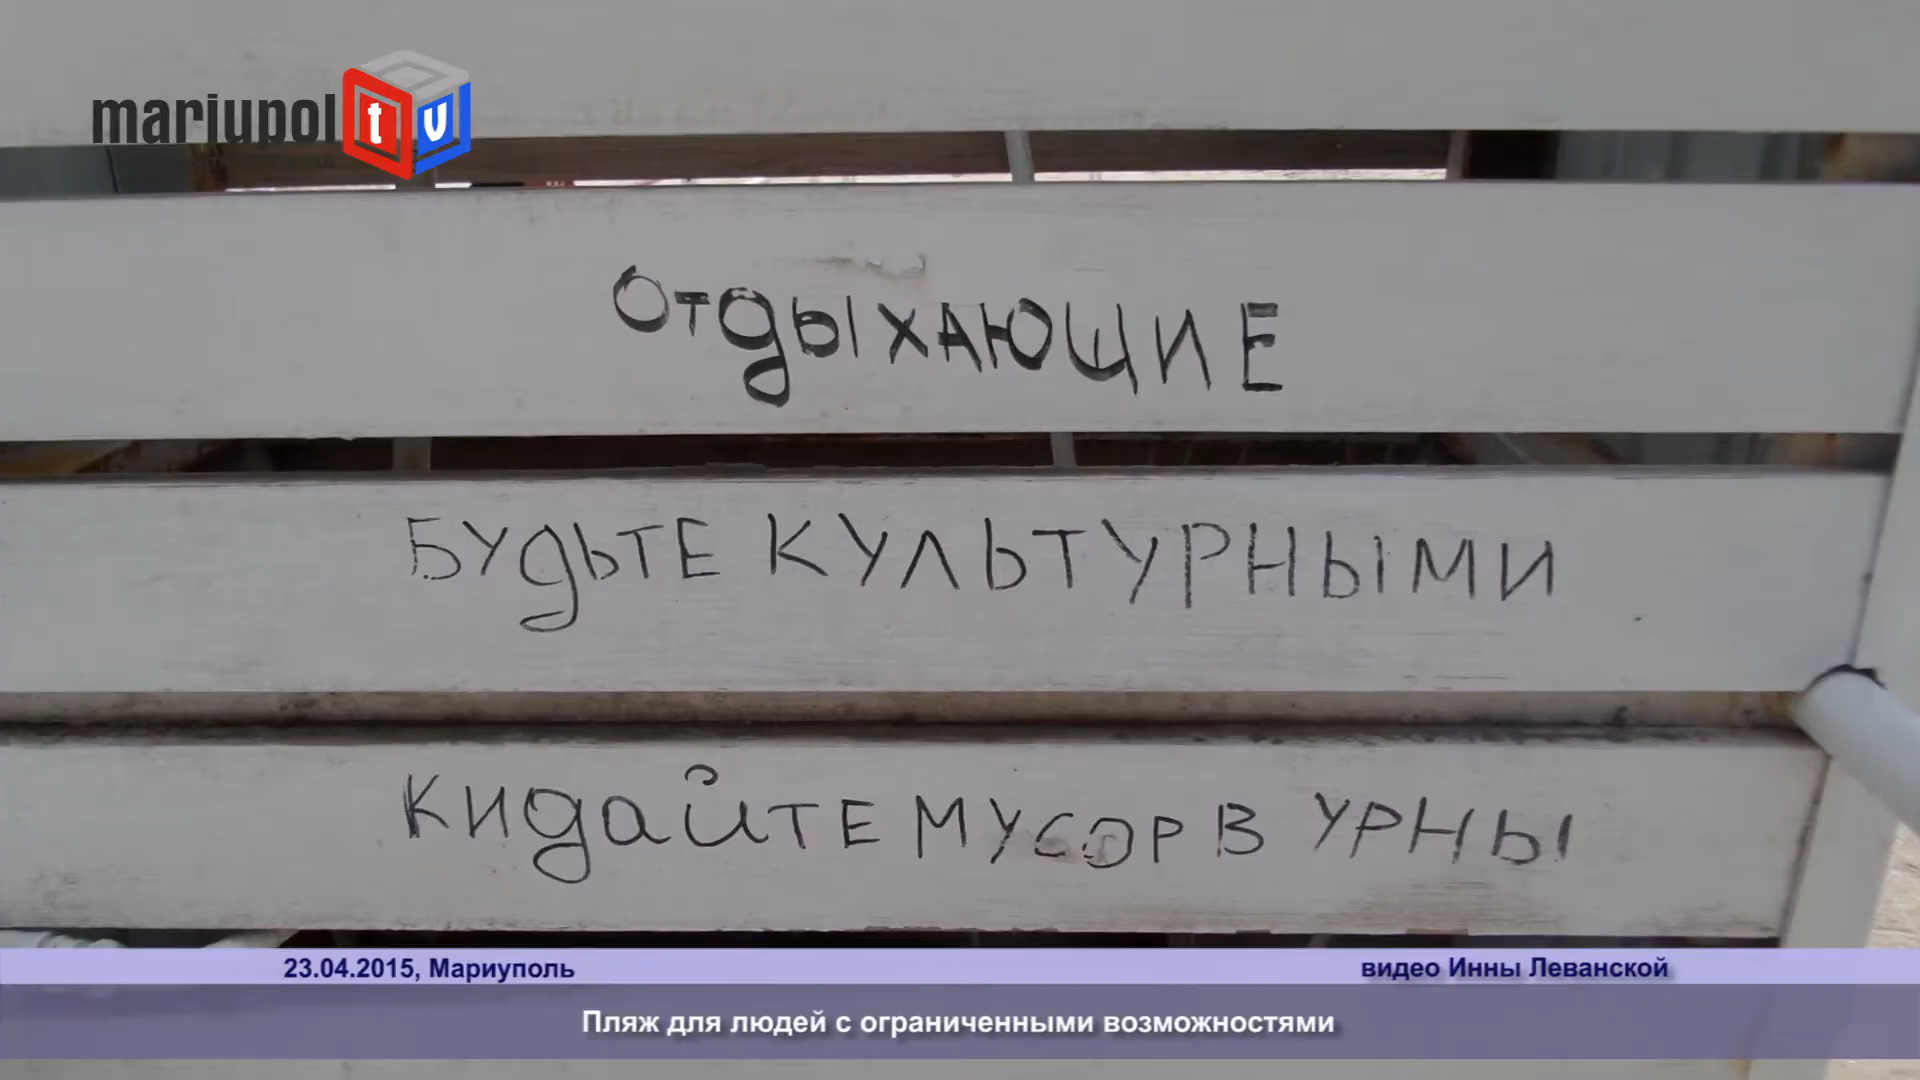 mariupol tv
Отдыхающие
Будьте культурными
Кидайте мусор в урны
23.04.2015, Мариуполь
видео Инны Леванской
Пляж для людей с ограниченными возможностями